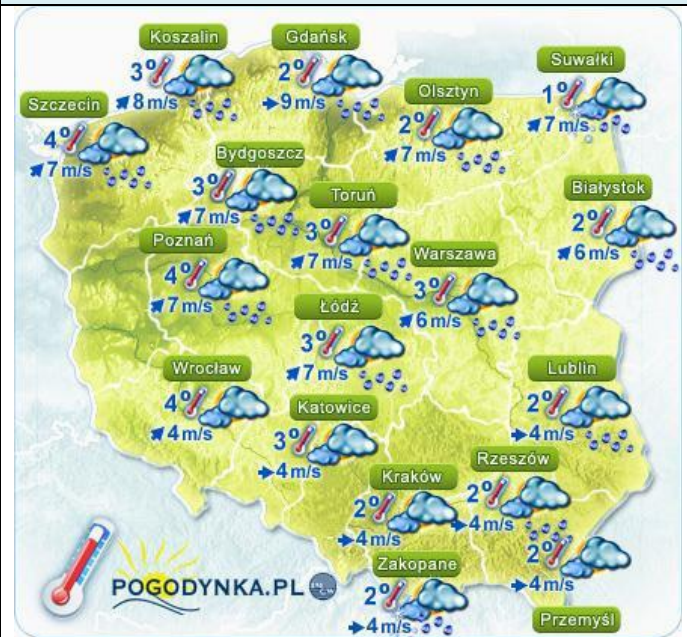 Koszalin
3°
8 m/s
Gdańsk
2°
9 m/s
Suwałki
1°
7 m/s
Szczecin
4°
7 m/s
Olsztyn
2°
7 m/s
Bydgoszcz
3°
7 m/s
Toruń
3°
7 m/s
Białystok
2°
6 m/s
Poznań
4°
7 m/s
Warszawa
3°
6 m/s
Łódź
3°
7 m/s
Wrocław
4°
4 m/s
Katowice
3°
4 m/s
Lublin
2°
4 m/s
Kraków
2°
4 m/s
Rzeszów
2°
4 m/s
Zakopane
2°
4 m/s
2°
4 m/s
Przemyśl
POGODYNKA.PL